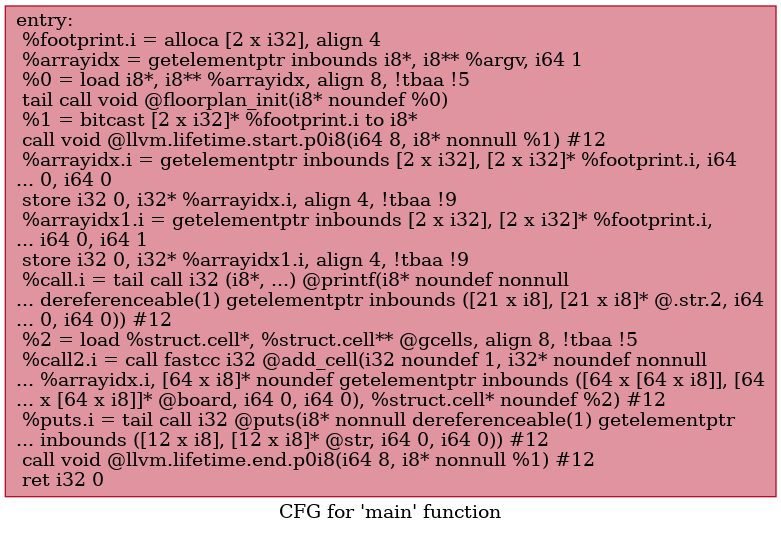 entry:
%footprint.i = alloca [2 x i32], align 4
%arrayidx = getelementptr inbounds i8*, i8** %argv, i64 1
%0 = load i8*, i8** %arrayidx, align 8, !tbaa !5
tail call void @floorplan_init(i8* noundef %0)
%1 = bitcast [2 x i32]* %footprint.i to i8*
call void @llvm.lifetime.start.p0i8(i64 8, i8* nonnull %1) #12
%arrayidx.i = getelementptr inbounds [2 x i32], [2 x i32]* %footprint.i, i64
... 0, i64 0
store i32 0, i32* %arrayidx.i, align 4, !tbaa !9
%arrayidx1.i = getelementptr inbounds [2 x i32], [2 x i32]* %footprint.i,
... i64 0, i64 1
store i32 0, i32* %arrayidx1.i, align 4, !tbaa !9
%call.i = tail call i32 (i8*, ...) @printf(i8* noundef nonnull
... dereferenceable(1) getelementptr inbounds ([21 x i8], [21 x i8]* @.str.2, i64
... 0, i64 0)) #12
%2 = load %struct.cell*, %struct.cell** @gcells, align 8, !tbaa !5
%call2.i = call fastcc i32 @add_cell(i32 noundef 1, i32* noundef nonnull
... %arrayidx.i, [64 x i8]* noundef getelementptr inbounds ([64 x [64 x i8]], [64
... x [64 x i8]]* @board, i64 0, i64 0), %struct.cell* noundef %2) #12
%puts.i = tail call i32 @puts(i8* nonnull dereferenceable(1) getelementptr
... inbounds ([12 x i8], [12 x i8]* @str, i64 0, i64 0)) #12
call void @llvm.lifetime.end.p0i8(i64 8, i8* nonnull %1) #12
ret i32 0
CFG for 'main' function